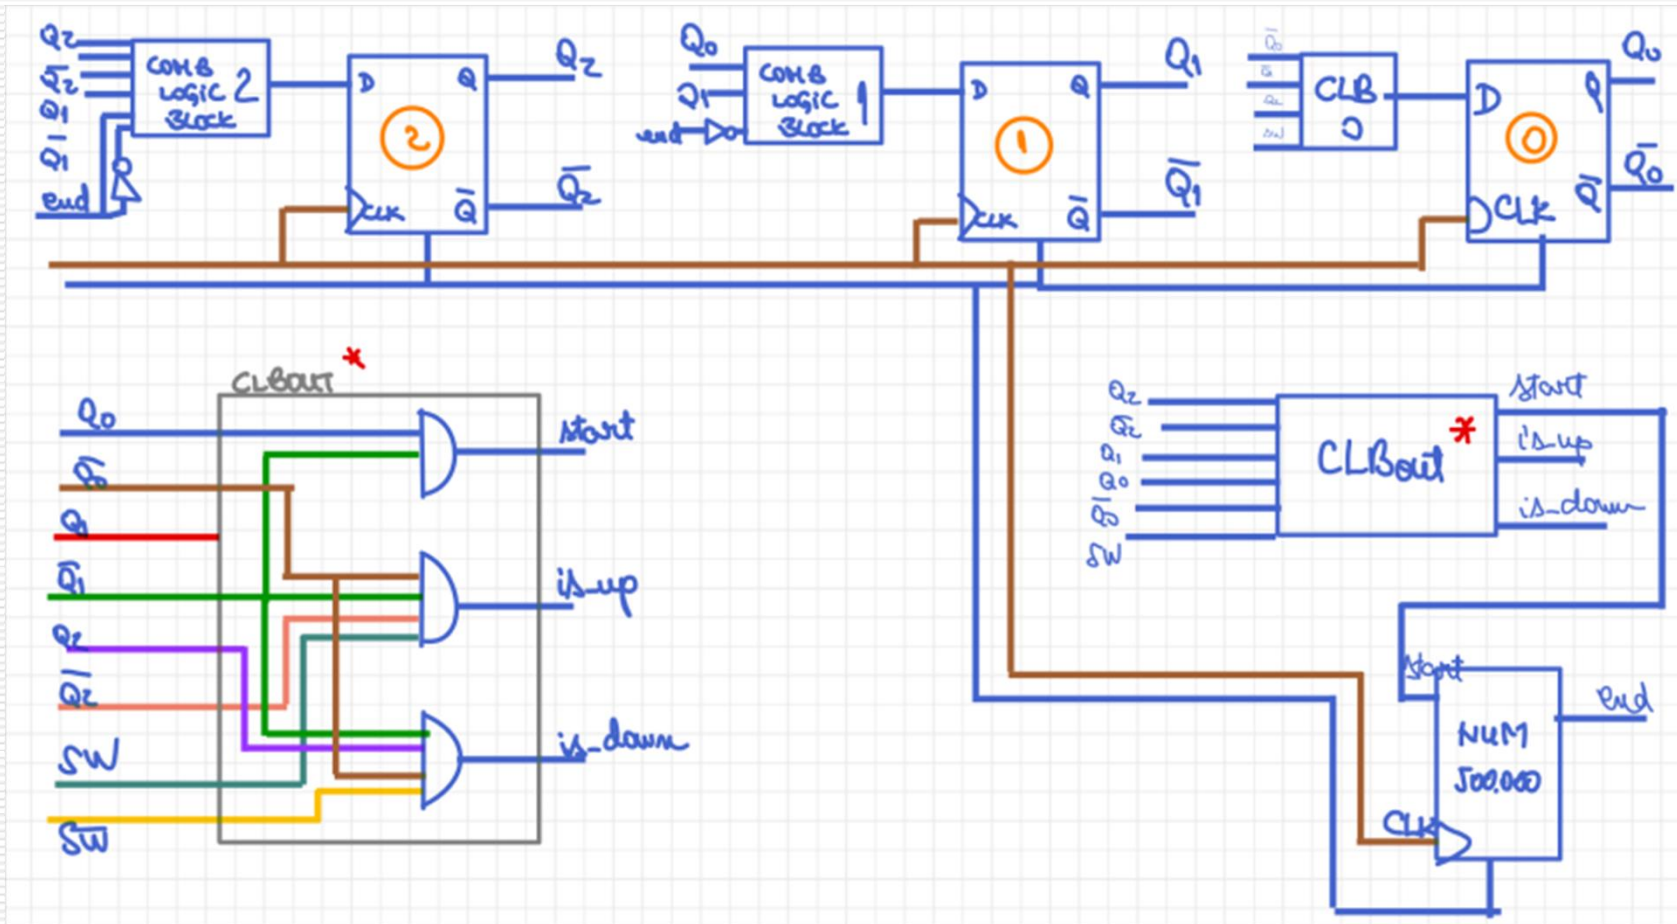 Q2
Q̅2
Q1
Q̅1
end
COMB
LOGIC 2
BLOCK
D
Q
2
CLK
Q̅
Q2
Q̅2
Q0
Q1
end
COMB
LOGIC 1
BLOCK
D
Q
1
CLK
Q̅
Q1
Q̅1
CLB
0
D
Q
0
CLK
Q̅
Q0
Q̅0
CLBOUT *
Q0
Q̅0
Q1
Q̅1
Q2
Q̅2
SW
S̅W̅
start
is_up
is_down
Q2
Q̅2
Q1
Q0
Q̅0
SW
CLBout *
start
is_up
is_down
start
NUM
500.000
CLK
end